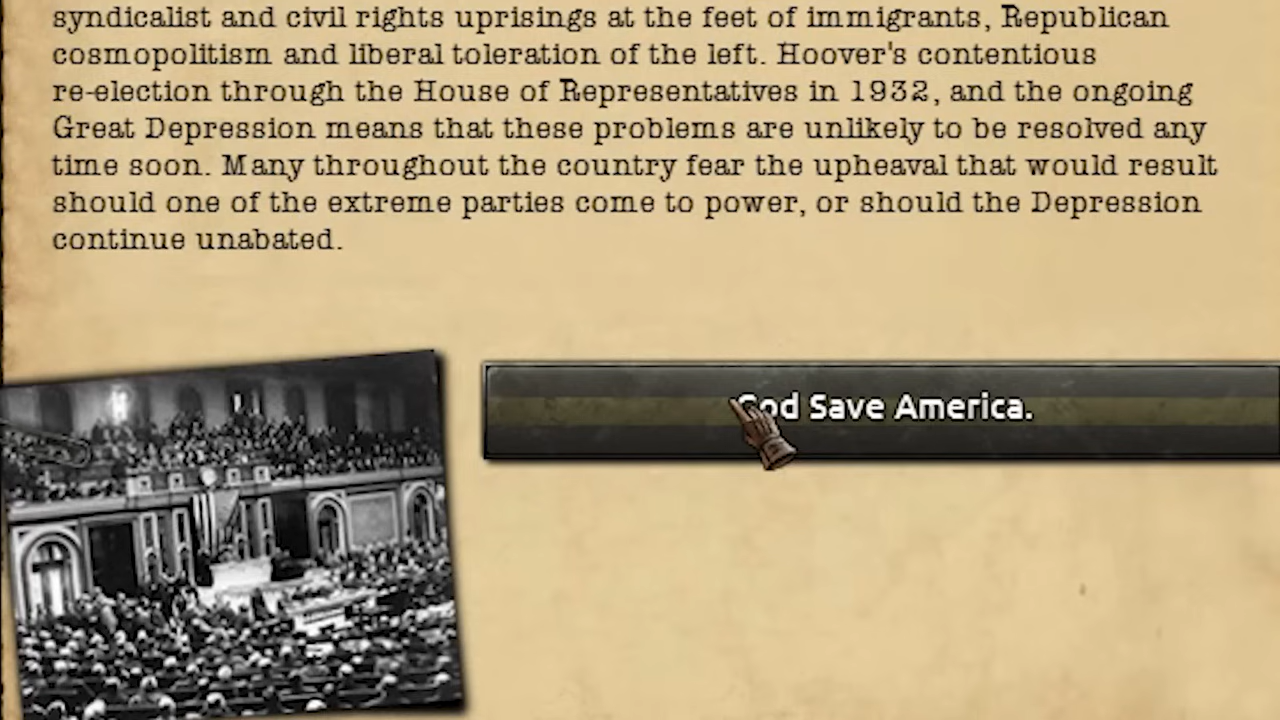 syndicalist and civil rights uprisings at the feet of immigrants, Republican
cosmopolitism and liberal toleration of the left. Hoover's contentious
re-election through the House of Representatives in 1932, and the ongoing
Great Depression means that these problems are unlikely to be resolved any
time soon. Many throughout the country fear the upheaval that would result
should one of the extreme parties come to power, or should the Depression
continue unabated.
God Save America.